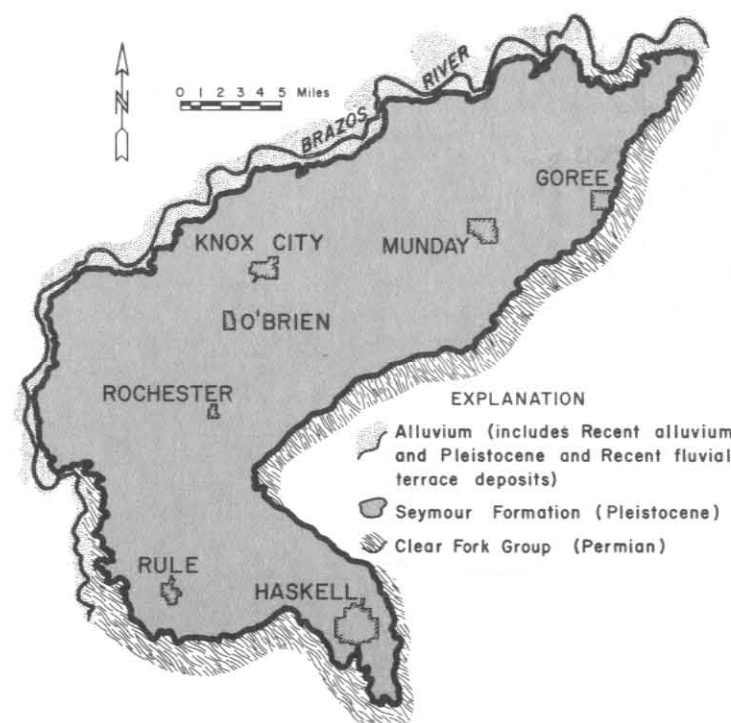 N
0 1 2 3 4 5 Miles
BRAZOS RIVER
GOREE
KNOX CITY
MUNDAY
O'BRIEN
ROCHESTER
EXPLANATION
Alluvium (includes Recent alluvium
and Pleistocene and Recent fluvial
terrace deposits)
Seymour Formation (Pleistocene)
Clear Fork Group (Permian)
RULE
HASKELL